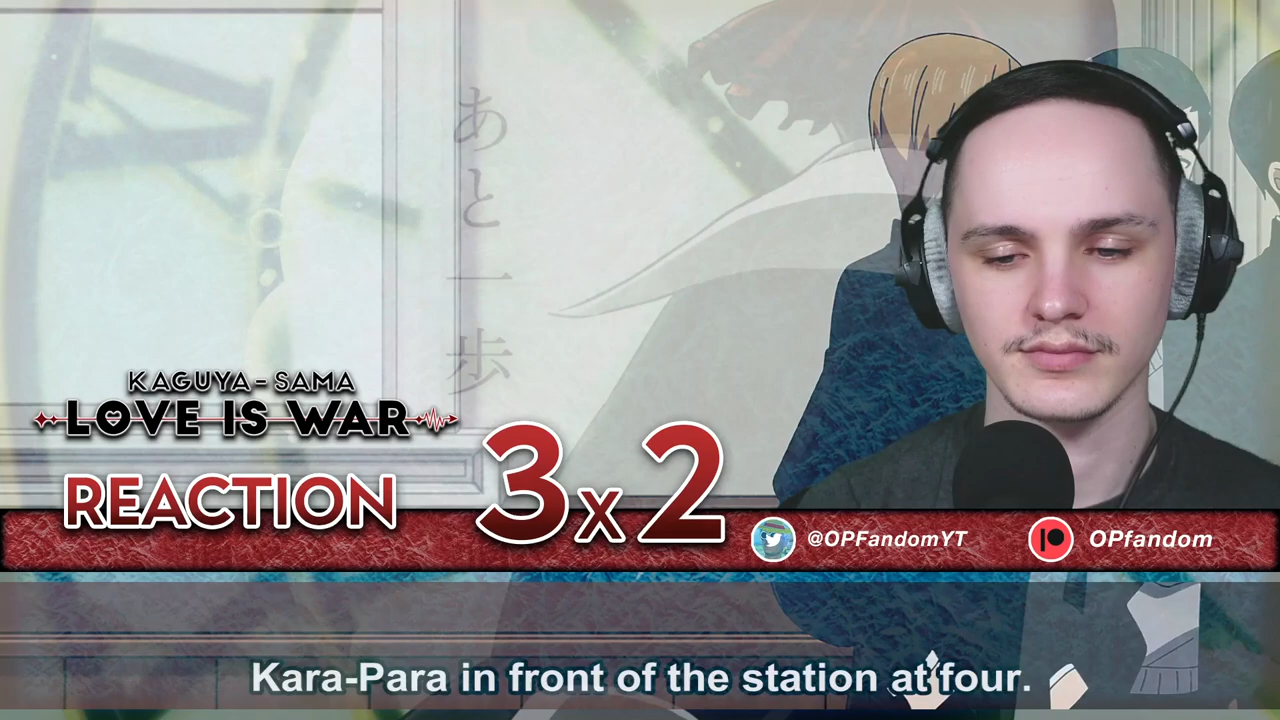 あと一歩
KAGUYA-SAMA
LOVE IS WAR
REACTION
3x2
@OPFandomYT
OPfandom
Kara-Para in front of the station at four.